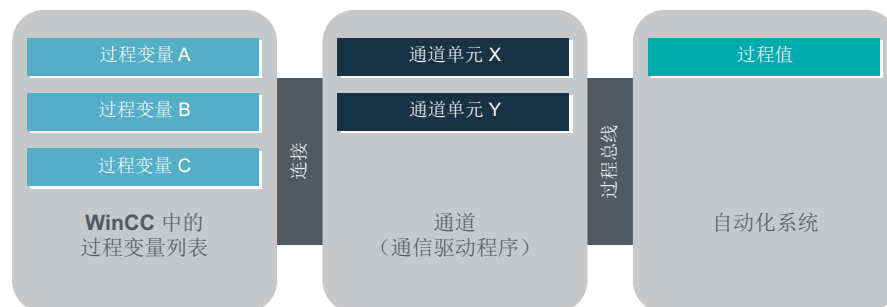 过程变量 A
过程变量 B
过程变量 C
WinCC 中的
过程变量列表
连接
通道单元 X
通道单元 Y
通道
（通信驱动程序）
过程总线
过程值
自动化系统